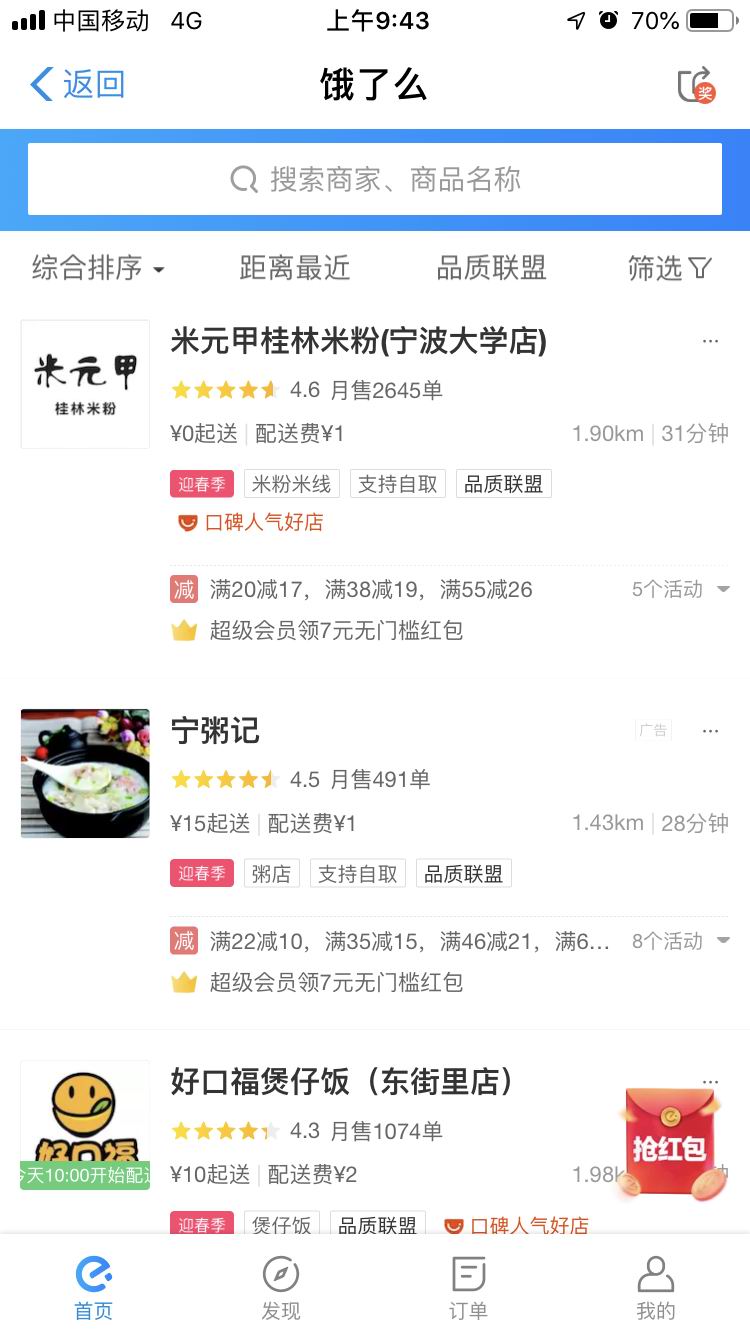 中国移动 4G 上午9:43 70%
返回 饿了么 奖
搜索商家、商品名称
综合排序 距离最近 品质联盟 筛选
米元甲
桂林米粉
米元甲桂林米粉(宁波大学店) ...
4.6 月售2645单
¥0起送 配送费¥1 1.90km 31分钟
迎春季 米粉米线 支持自取 品质联盟
口碑人气好店
减 满20减17，满38减19，满55减26 5个活动
超级会员领7元无门槛红包
宁粥记 广告 ...
4.5 月售491单
¥15起送 配送费¥1 1.43km 28分钟
迎春季 粥店 支持自取 品质联盟
减 满22减10，满35减15，满46减21，满6... 8个活动
超级会员领7元无门槛红包
好口福
今天10:00开始配送
好口福煲仔饭（东街里店） ...
4.3 月售1074单
¥10起送 配送费¥2 1.98k 钟
抢红包
迎春季 煲仔饭 品质联盟 口碑人气好店
首页 发现 订单 我的